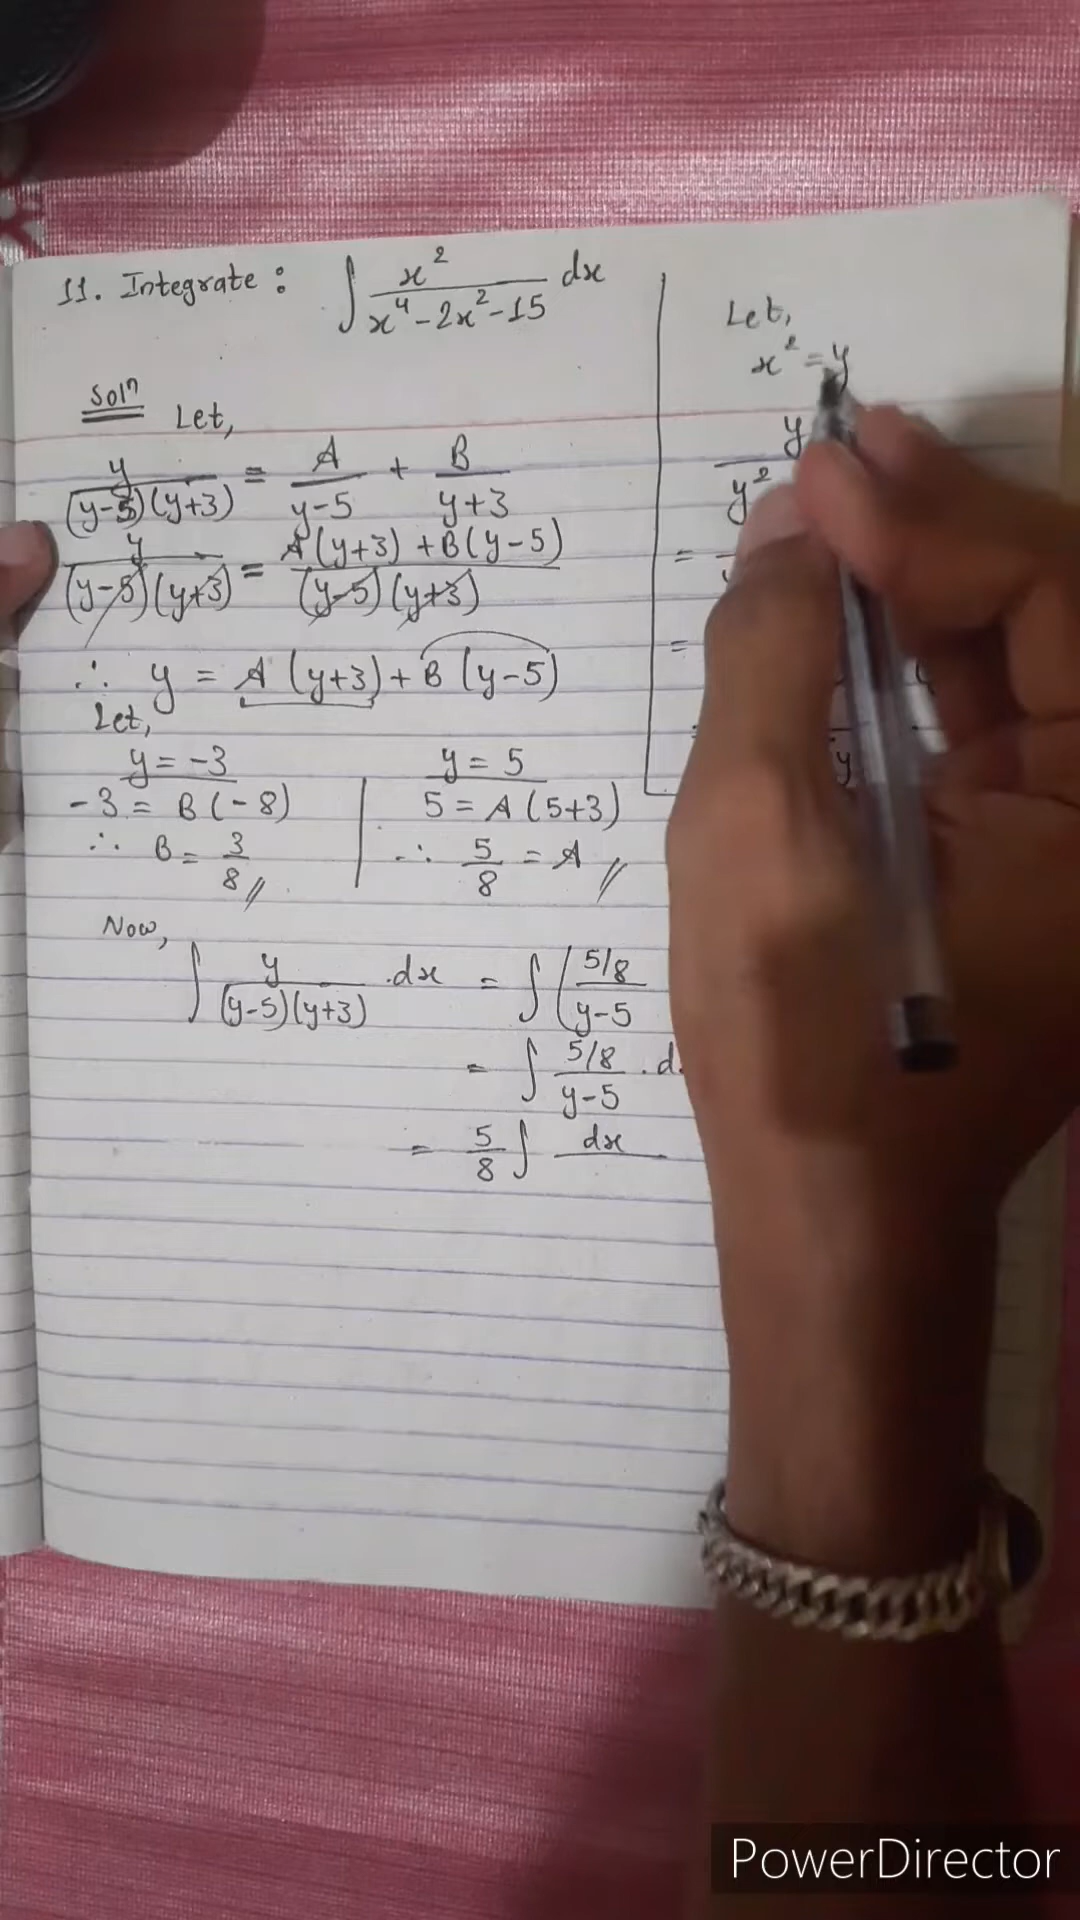 11. Integrate : ∫ x² / (x⁴ - 2x² - 15) dx
Solⁿ Let,
y / (y-5)(y+3) = A / (y-5) + B / (y+3)
y / (y-5)(y+3) = A(y+3) + B(y-5) / (y-5)(y+3)
∴ y = A (y+3) + B (y-5)
Let,
y = -3
-3 = B(-8)
∴ B = 3/8 //
y = 5
5 = A (5+3)
∴ 5/8 = A //
Now,
∫ y / (y-5)(y+3) . dx = ∫ ( 5/8 / y-5
= ∫ 5/8 / y-5 . d
= 5/8 ∫ dx
Let,
x² = y
y
y²
=
=
y
PowerDirector